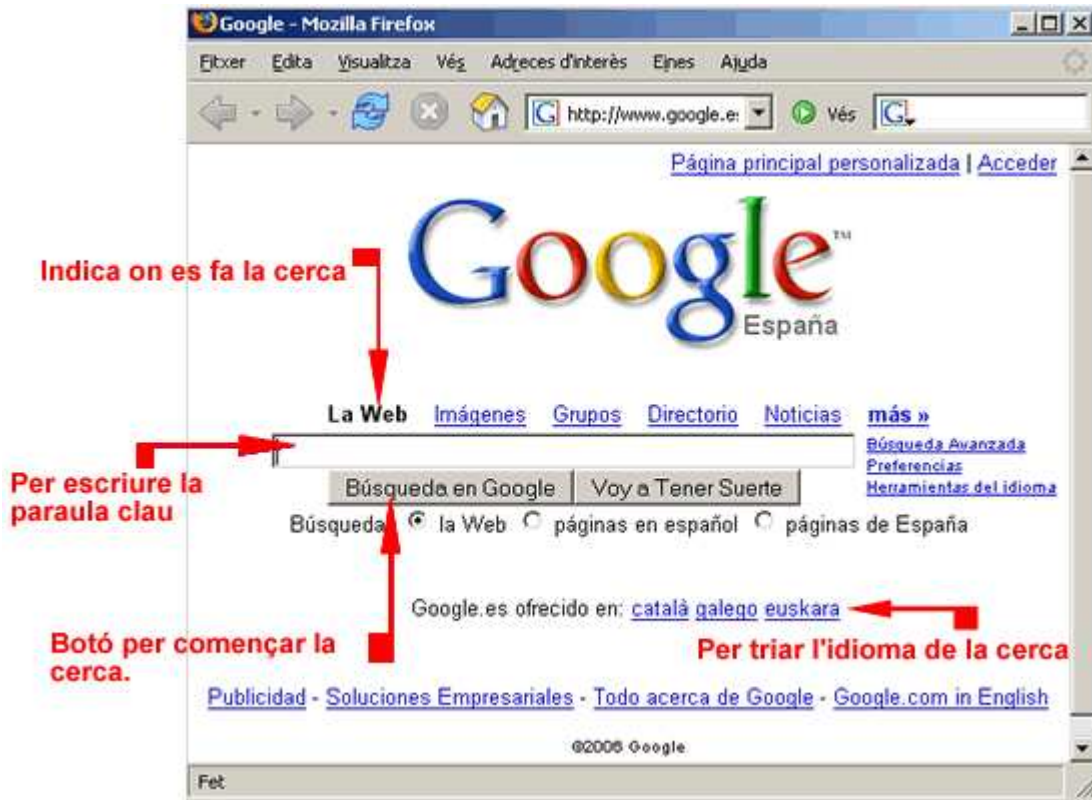 Google - Mozilla Firefox
Fitxer Edita Visualitza Vés Adreces d'interès Eines Ajuda
http://www.google.e Vés G
Página principal personalizada | Acceder
Google™
España
Indica on es fa la cerca
La Web Imágenes Grupos Directorio Noticias más »
Búsqueda Avanzada
Preferencias
Herramientas del idioma
Per escriure la
paraula clau
Búsqueda en Google Voy a Tener Suerte
Búsqueda la Web páginas en español páginas de España
Google.es ofrecido en: català galego euskara
Botó per començar la
cerca.
Per triar l'idioma de la cerca
Publicidad - Soluciones Empresariales - Todo acerca de Google - Google.com in English
©2006 Google
Fet